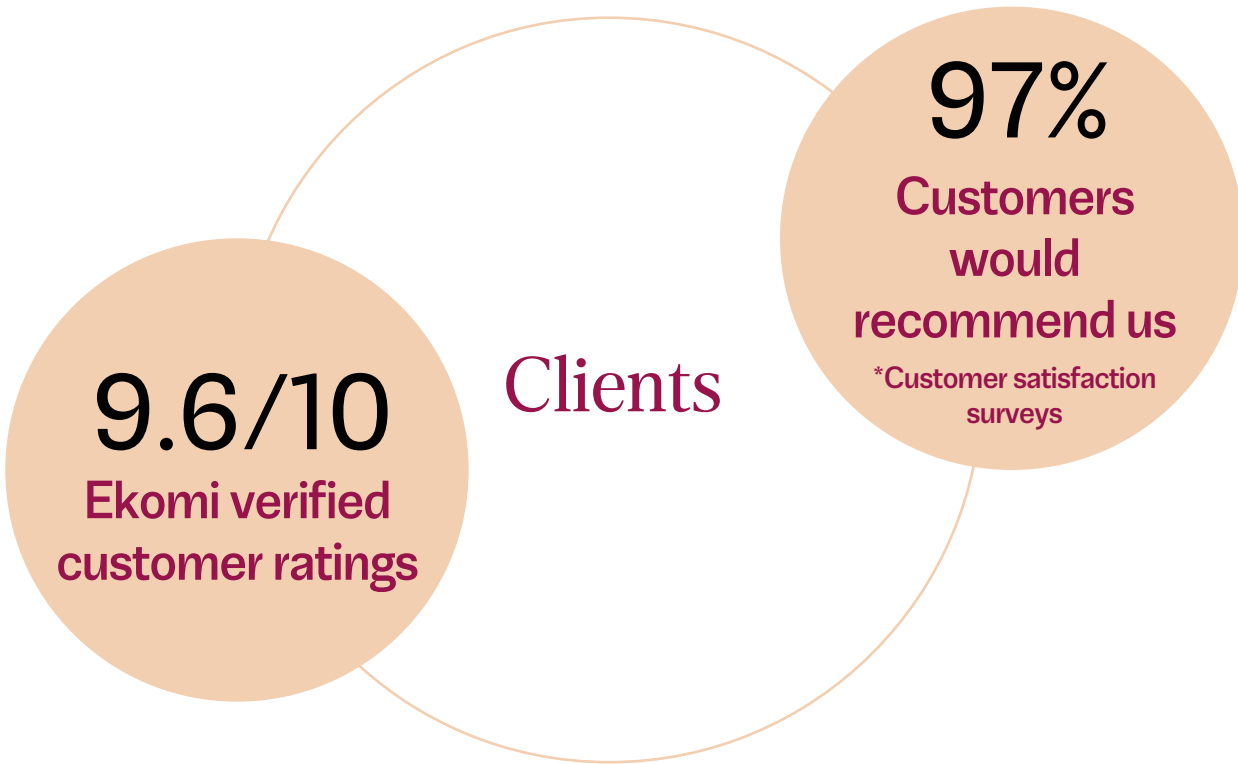 97%
Customers
would
recommend us
*Customer satisfaction
surveys
Clients
9.6/10
Ekomi verified
customer ratings